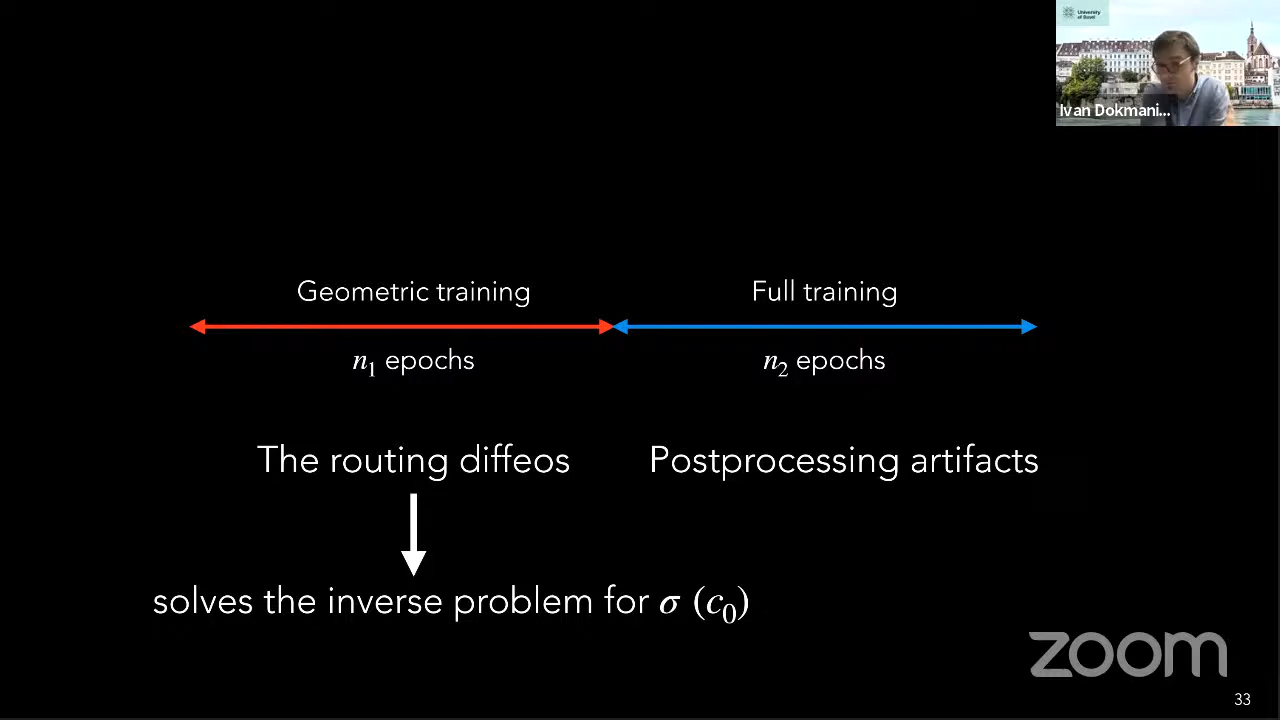 University
of Basel
Ivan Dokmani...
Geometric training
Full training
n₁ epochs
n₂ epochs
The routing diffeos
Postprocessing artifacts
solves the inverse problem for σ (c₀)
zoom
33